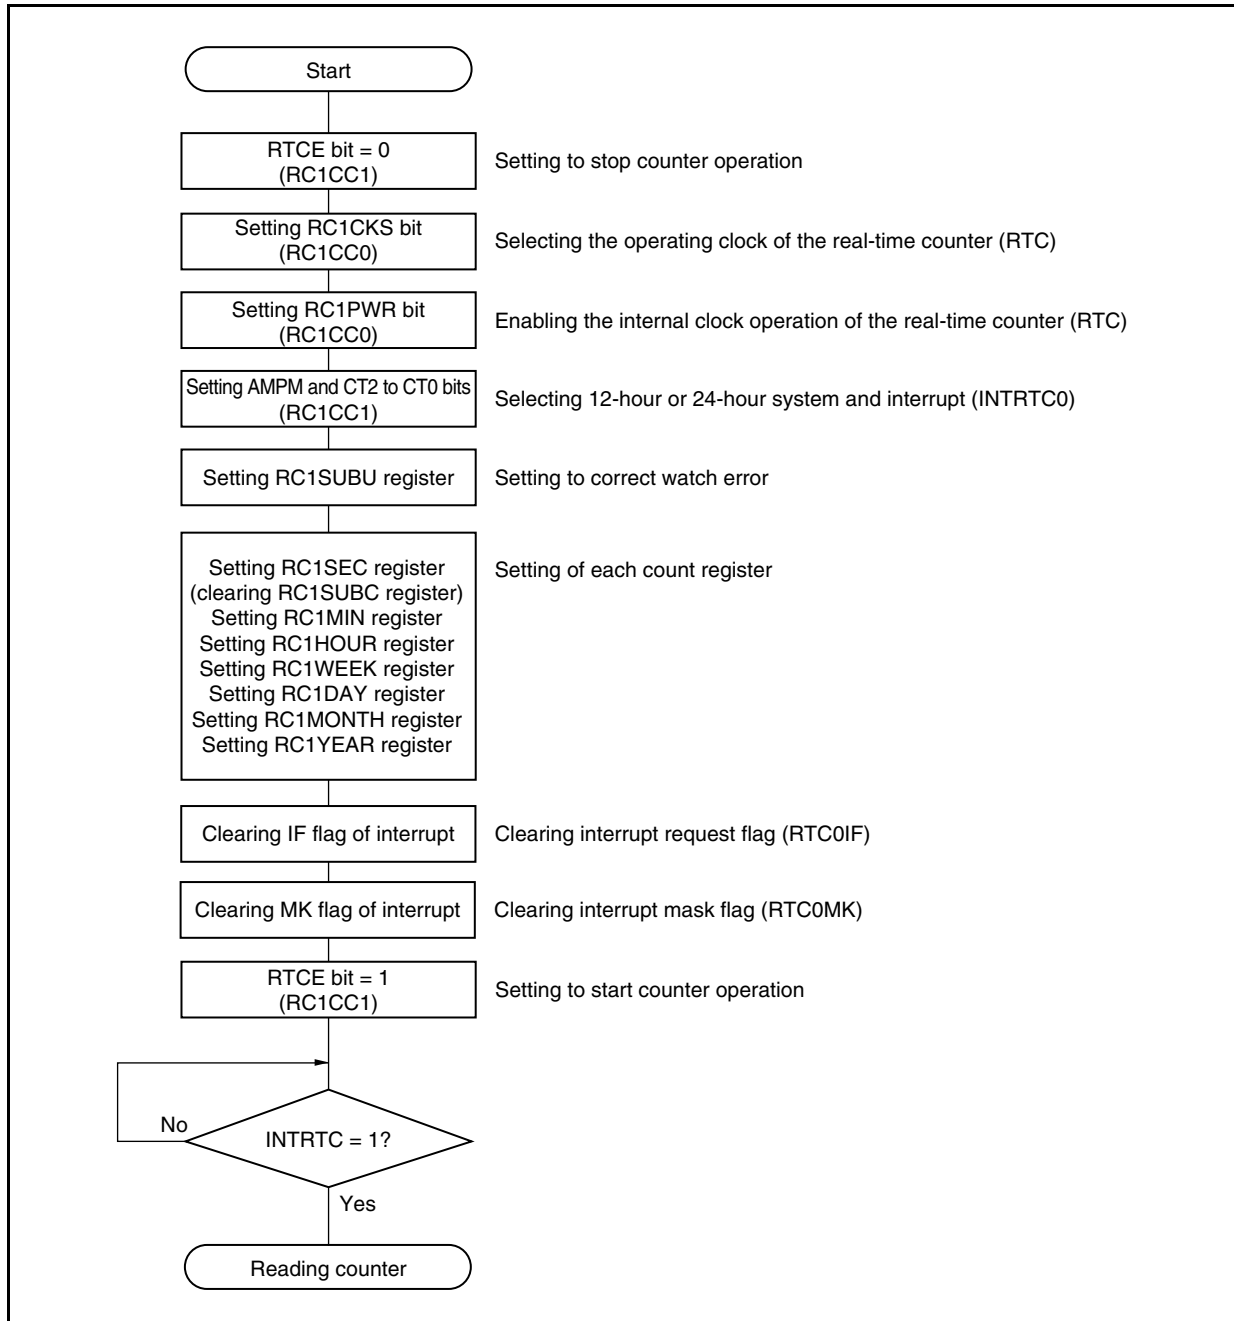 Start
RTCE bit = 0
(RC1CC1)
Setting to stop counter operation
Setting RC1CKS bit
(RC1CC0)
Selecting the operating clock of the real-time counter (RTC)
Setting RC1PWR bit
(RC1CC0)
Enabling the internal clock operation of the real-time counter (RTC)
Setting AMPM and CT2 to CT0 bits
(RC1CC1)
Selecting 12-hour or 24-hour system and interrupt (INTRTC0)
Setting RC1SUBU register
Setting to correct watch error
Setting RC1SEC register
(clearing RC1SUBC register)
Setting RC1MIN register
Setting RC1HOUR register
Setting RC1WEEK register
Setting RC1DAY register
Setting RC1MONTH register
Setting RC1YEAR register
Setting of each count register
Clearing IF flag of interrupt
Clearing interrupt request flag (RTC0IF)
Clearing MK flag of interrupt
Clearing interrupt mask flag (RTC0MK)
RTCE bit = 1
(RC1CC1)
Setting to start counter operation
No
INTRTC = 1?
Yes
Reading counter